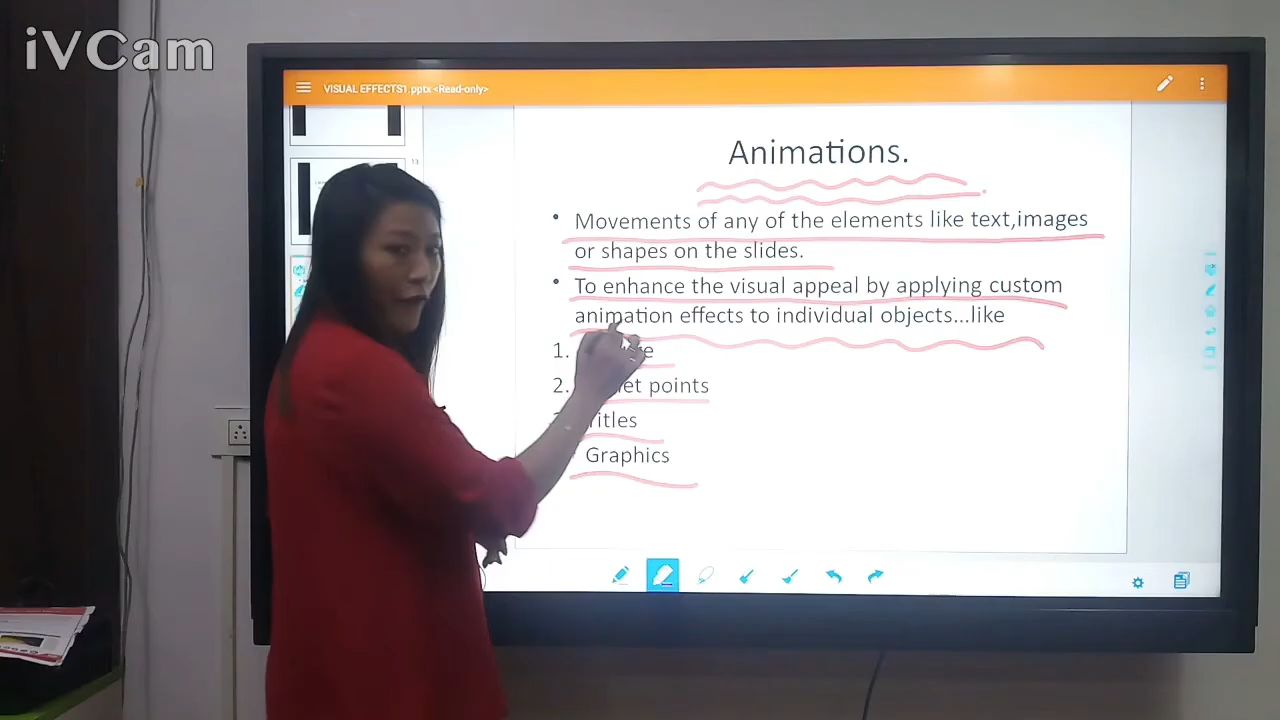 iVCam
VISUAL EFFECTS1.pptx <Read-only>
13
Animations.
• Movements of any of the elements like text,images
or shapes on the slides.
• To enhance the visual appeal by applying custom
animation effects to individual objects...like
1.
2. points
Titles
Graphics